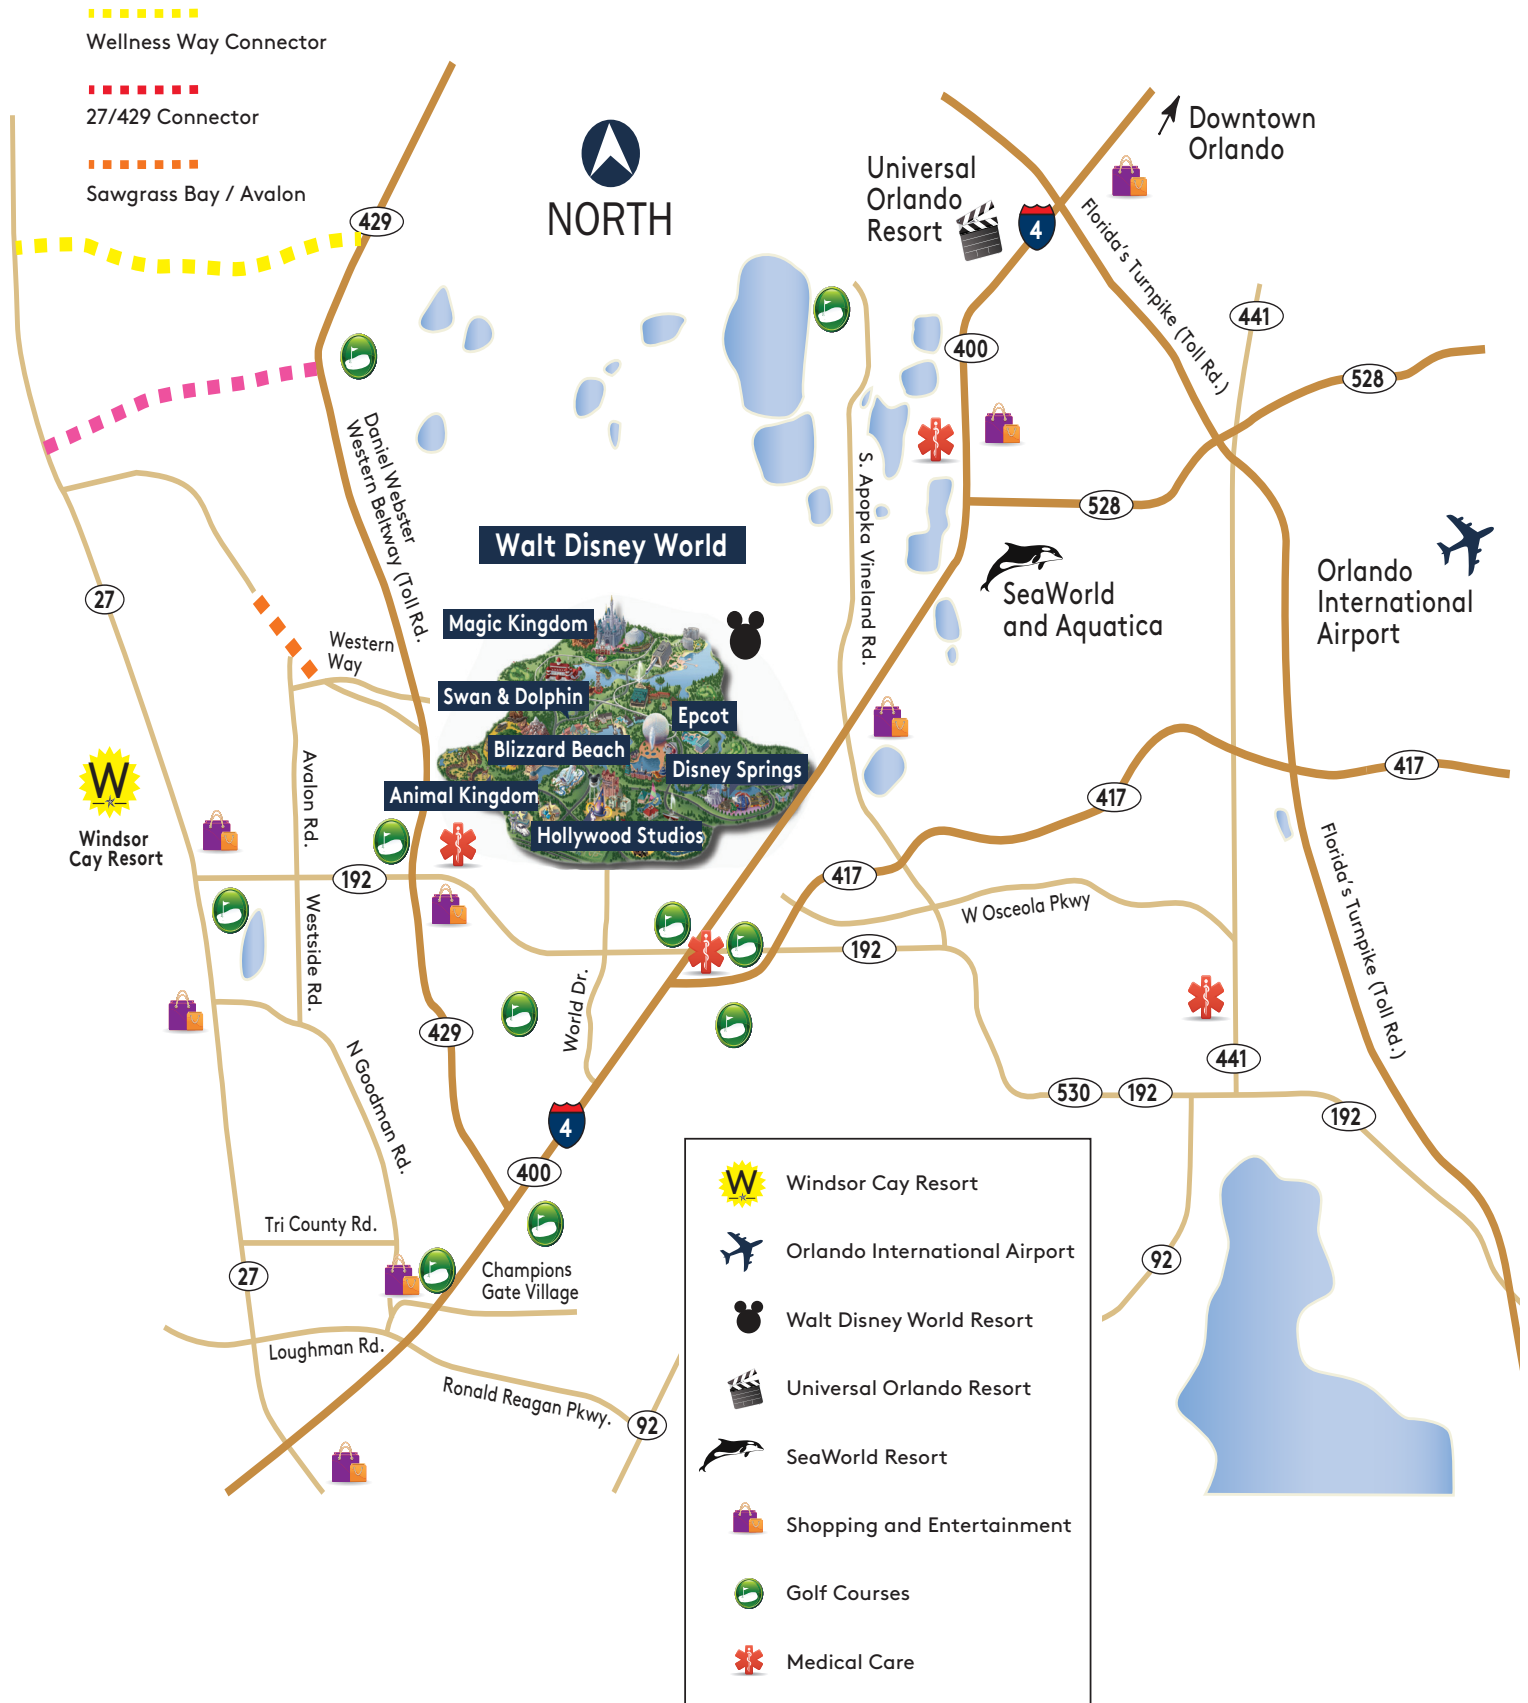 Wellness Way Connector
27/429 Connector
Sawgrass Bay / Avalon
429
NORTH
Downtown
Orlando
Universal
Orlando
Resort
4
Florida's Turnpike (Toll Rd.)
441
400
528
Daniel Webster
Western Beltway (Toll Rd.
S. Apopka Vineland Rd.
528
Walt Disney World
Orlando
International
Airport
SeaWorld
and Aquatica
27
Magic Kingdom
Western
Way
Swan & Dolphin
Epcot
Blizzard Beach
Disney Springs
Animal Kingdom
Hollywood Studios
W
Windsor
Cay Resort
Avalon Rd.
417
417
417
192
Westside Rd.
W Osceola Pkwy
192
Florida's Turnpike (Toll Rd.)
World Dr.
429
N Goodman Rd.
441
530
192
192
4
400
Tri County Rd.
27
Champions
Gate Village
Loughman Rd.
Ronald Reagan Pkwy.
92
92
W
Windsor Cay Resort
Orlando International Airport
Walt Disney World Resort
Universal Orlando Resort
SeaWorld Resort
Shopping and Entertainment
Golf Courses
Medical Care